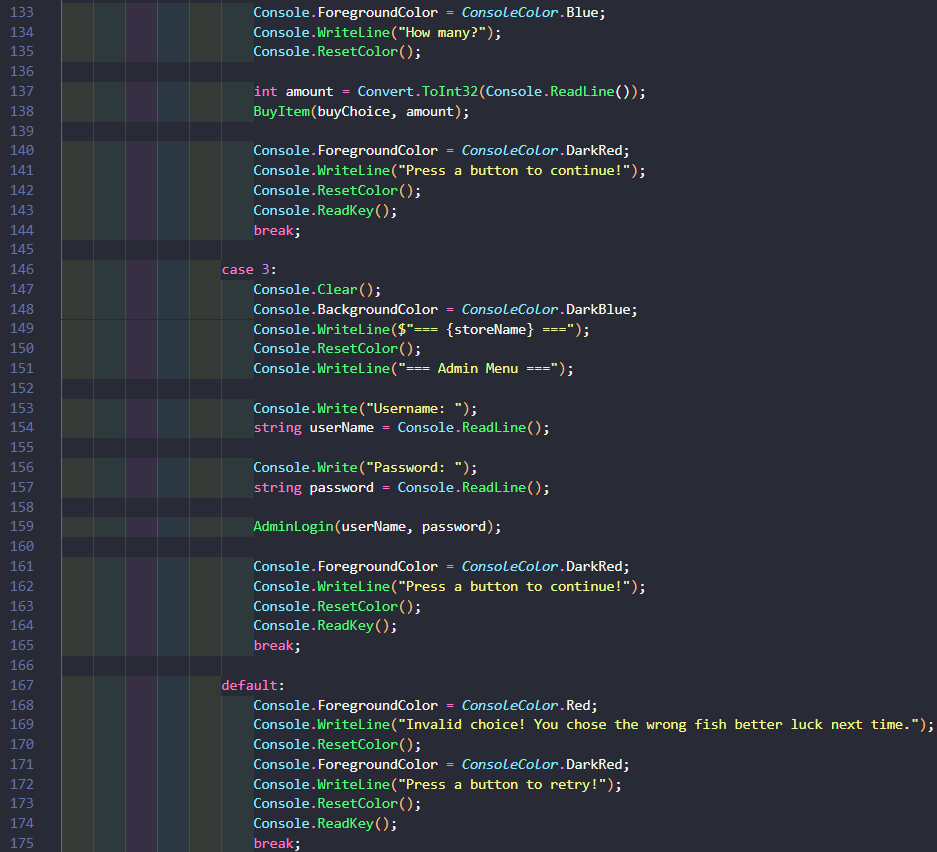 133 Console.ForegroundColor = ConsoleColor.Blue;
134 Console.WriteLine("How many?");
135 Console.ResetColor();
136
137 int amount = Convert.ToInt32(Console.ReadLine());
138 BuyItem(buyChoice, amount);
139
140 Console.ForegroundColor = ConsoleColor.DarkRed;
141 Console.WriteLine("Press a button to continue!");
142 Console.ResetColor();
143 Console.ReadKey();
144 break;
145
146 case 3:
147 Console.Clear();
148 Console.BackgroundColor = ConsoleColor.DarkBlue;
149 Console.WriteLine($"=== {storeName} ===");
150 Console.ResetColor();
151 Console.WriteLine("=== Admin Menu ===");
152
153 Console.Write("Username: ");
154 string userName = Console.ReadLine();
155
156 Console.Write("Password: ");
157 string password = Console.ReadLine();
158
159 AdminLogin(userName, password);
160
161 Console.ForegroundColor = ConsoleColor.DarkRed;
162 Console.WriteLine("Press a button to continue!");
163 Console.ResetColor();
164 Console.ReadKey();
165 break;
166
167 default:
168 Console.ForegroundColor = ConsoleColor.Red;
169 Console.WriteLine("Invalid choice! You chose the wrong fish better luck next time.");
170 Console.ResetColor();
171 Console.ForegroundColor = ConsoleColor.DarkRed;
172 Console.WriteLine("Press a button to retry!");
173 Console.ResetColor();
174 Console.ReadKey();
175 break;